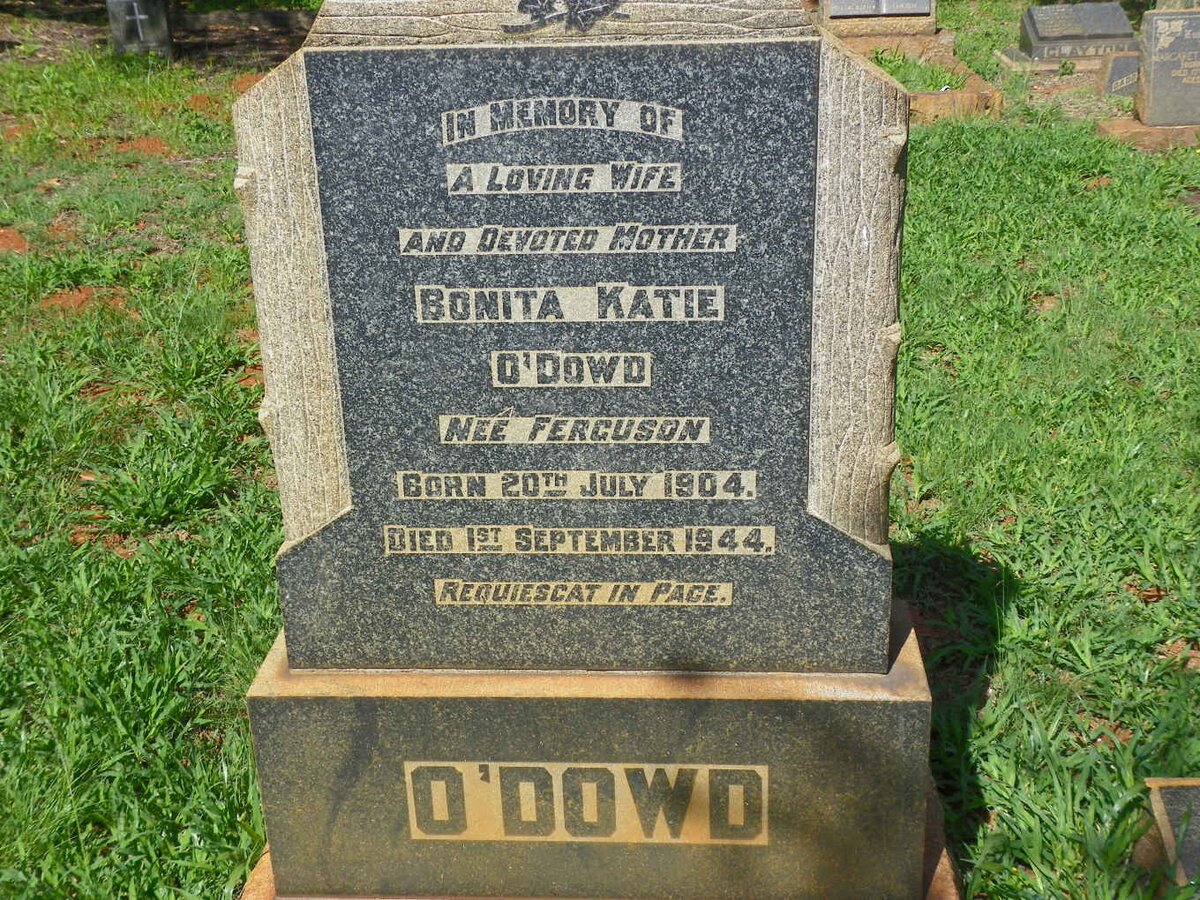 IN MEMORY OF
A LOVING WIFE
AND DEVOTED MOTHER
BONITA KATIE
O'DOWD
NÉE FERGUSON
BORN 20TH JULY 1904.
DIED 1ST SEPTEMBER 1944.
REQUIESCAT IN PACE.
O'DOWD